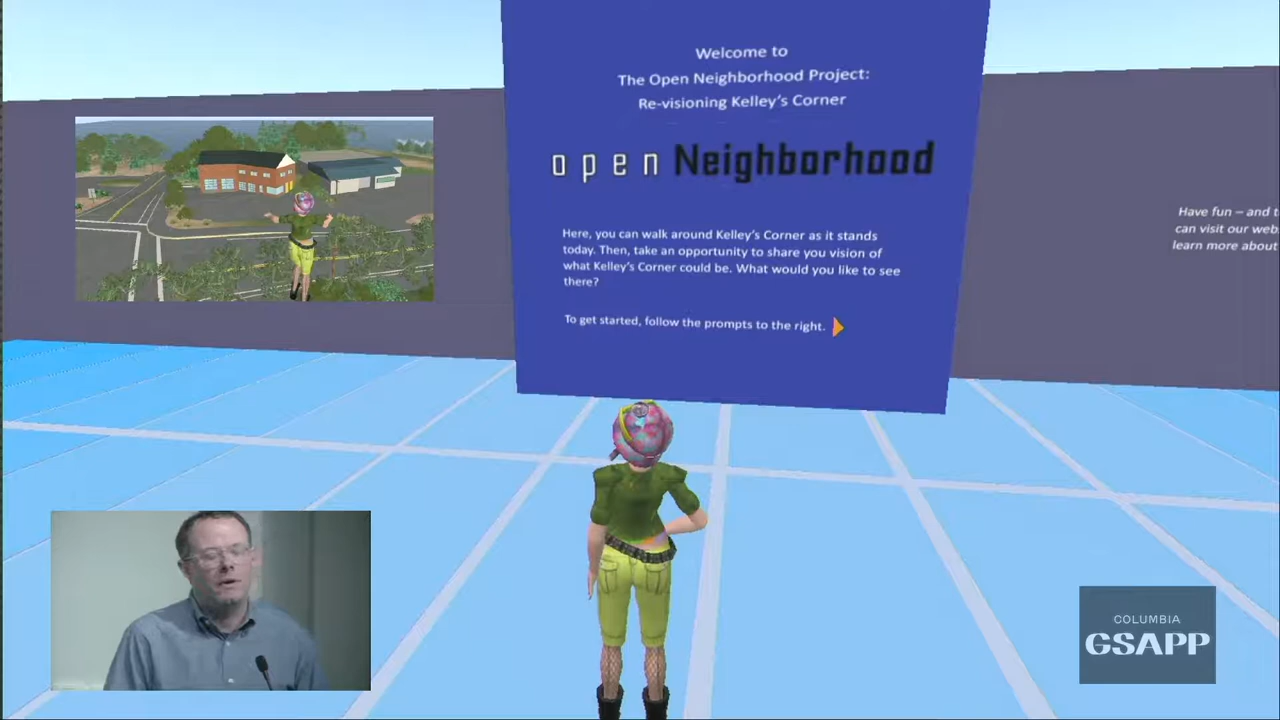 Welcome to
The Open Neighborhood Project:
Re-visioning Kelley's Corner
open Neighborhood
Here, you can walk around Kelley's Corner as it stands
today. Then, take an opportunity to share you vision of
what Kelley's Corner could be. What would you like to see
there?
To get started, follow the prompts to the right.
Have fun – and t
can visit our web
learn more about
COLUMBIA
GSAPP